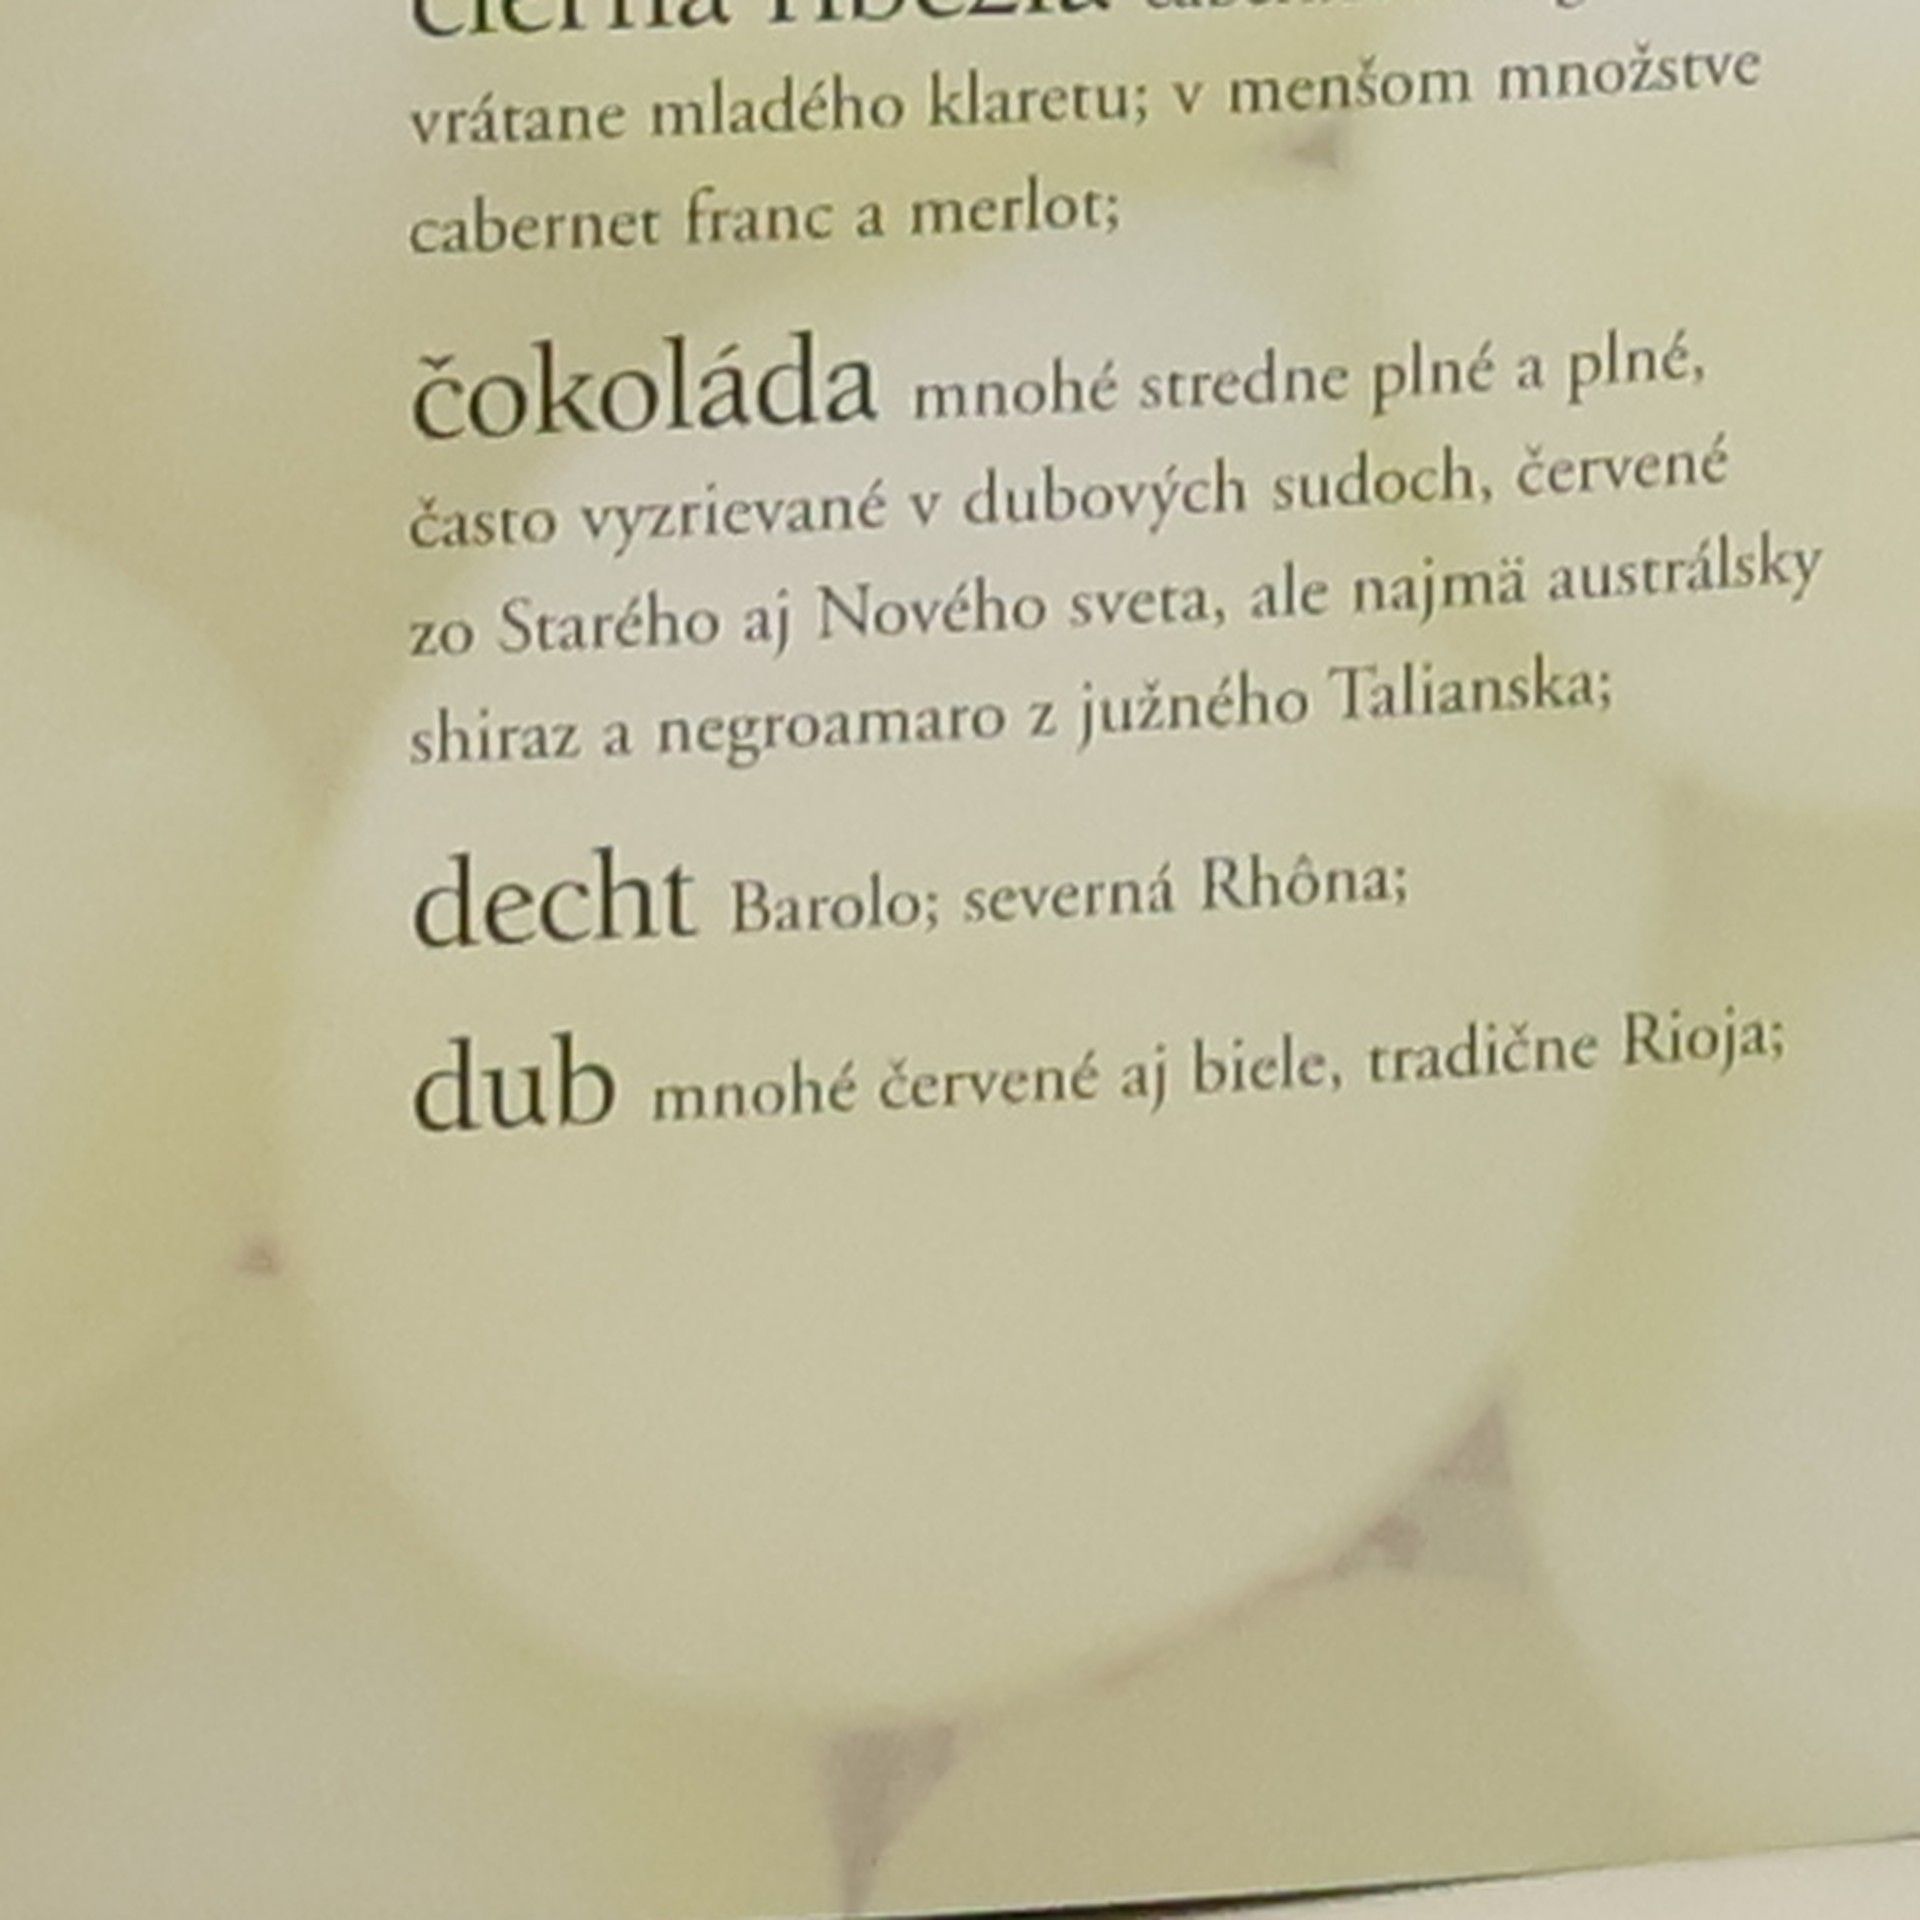 vrátane mladého klaretu; v menšom množstve
cabernet franc a merlot;
čokoláda mnohé stredne plné a plné,
často vyzrievané v dubových sudoch, červené
zo Starého aj Nového sveta, ale najmä austrálsky
shiraz a negroamaro z južného Talianska;
decht Barolo; severná Rhôna;
dub mnohé červené aj biele, tradične Rioja;